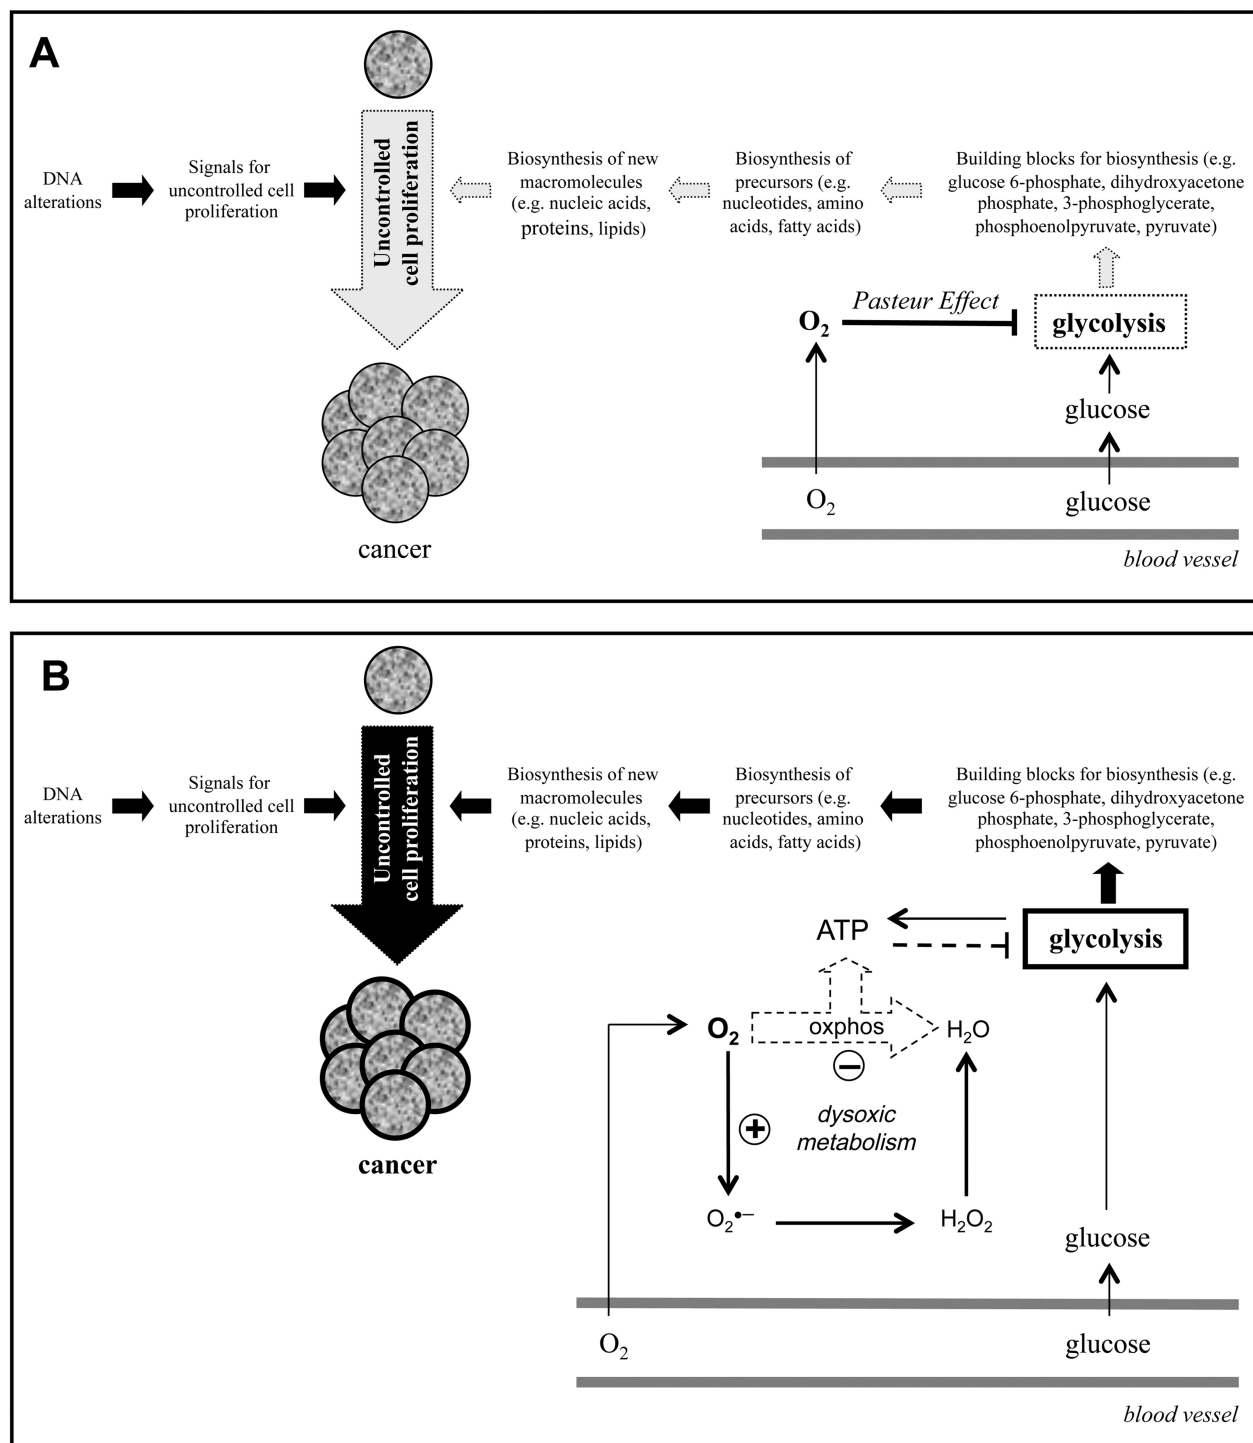 A
DNA
alterations
Signals for
uncontrolled cell
proliferation
Uncontrolled
cell proliferation
Biosynthesis of new
macromolecules
(e.g. nucleic acids,
proteins, lipids)
Biosynthesis of
precursors (e.g.
nucleotides, amino
acids, fatty acids)
Building blocks for biosynthesis (e.g.
glucose 6-phosphate, dihydroxyacetone
phosphate, 3-phosphoglycerate,
phosphoenolpyruvate, pyruvate)
Pasteur Effect
O₂
glycolysis
glucose
O₂
glucose
blood vessel
cancer
B
DNA
alterations
Signals for
uncontrolled cell
proliferation
Uncontrolled
cell proliferation
Biosynthesis of new
macromolecules
(e.g. nucleic acids,
proteins, lipids)
Biosynthesis of
precursors (e.g.
nucleotides, amino
acids, fatty acids)
Building blocks for biosynthesis (e.g.
glucose 6-phosphate, dihydroxyacetone
phosphate, 3-phosphoglycerate,
phosphoenolpyruvate, pyruvate)
ATP
glycolysis
O₂
oxphos
H₂O
−
+
dysoxic
metabolism
O₂•−
H₂O₂
glucose
cancer
O₂
glucose
blood vessel